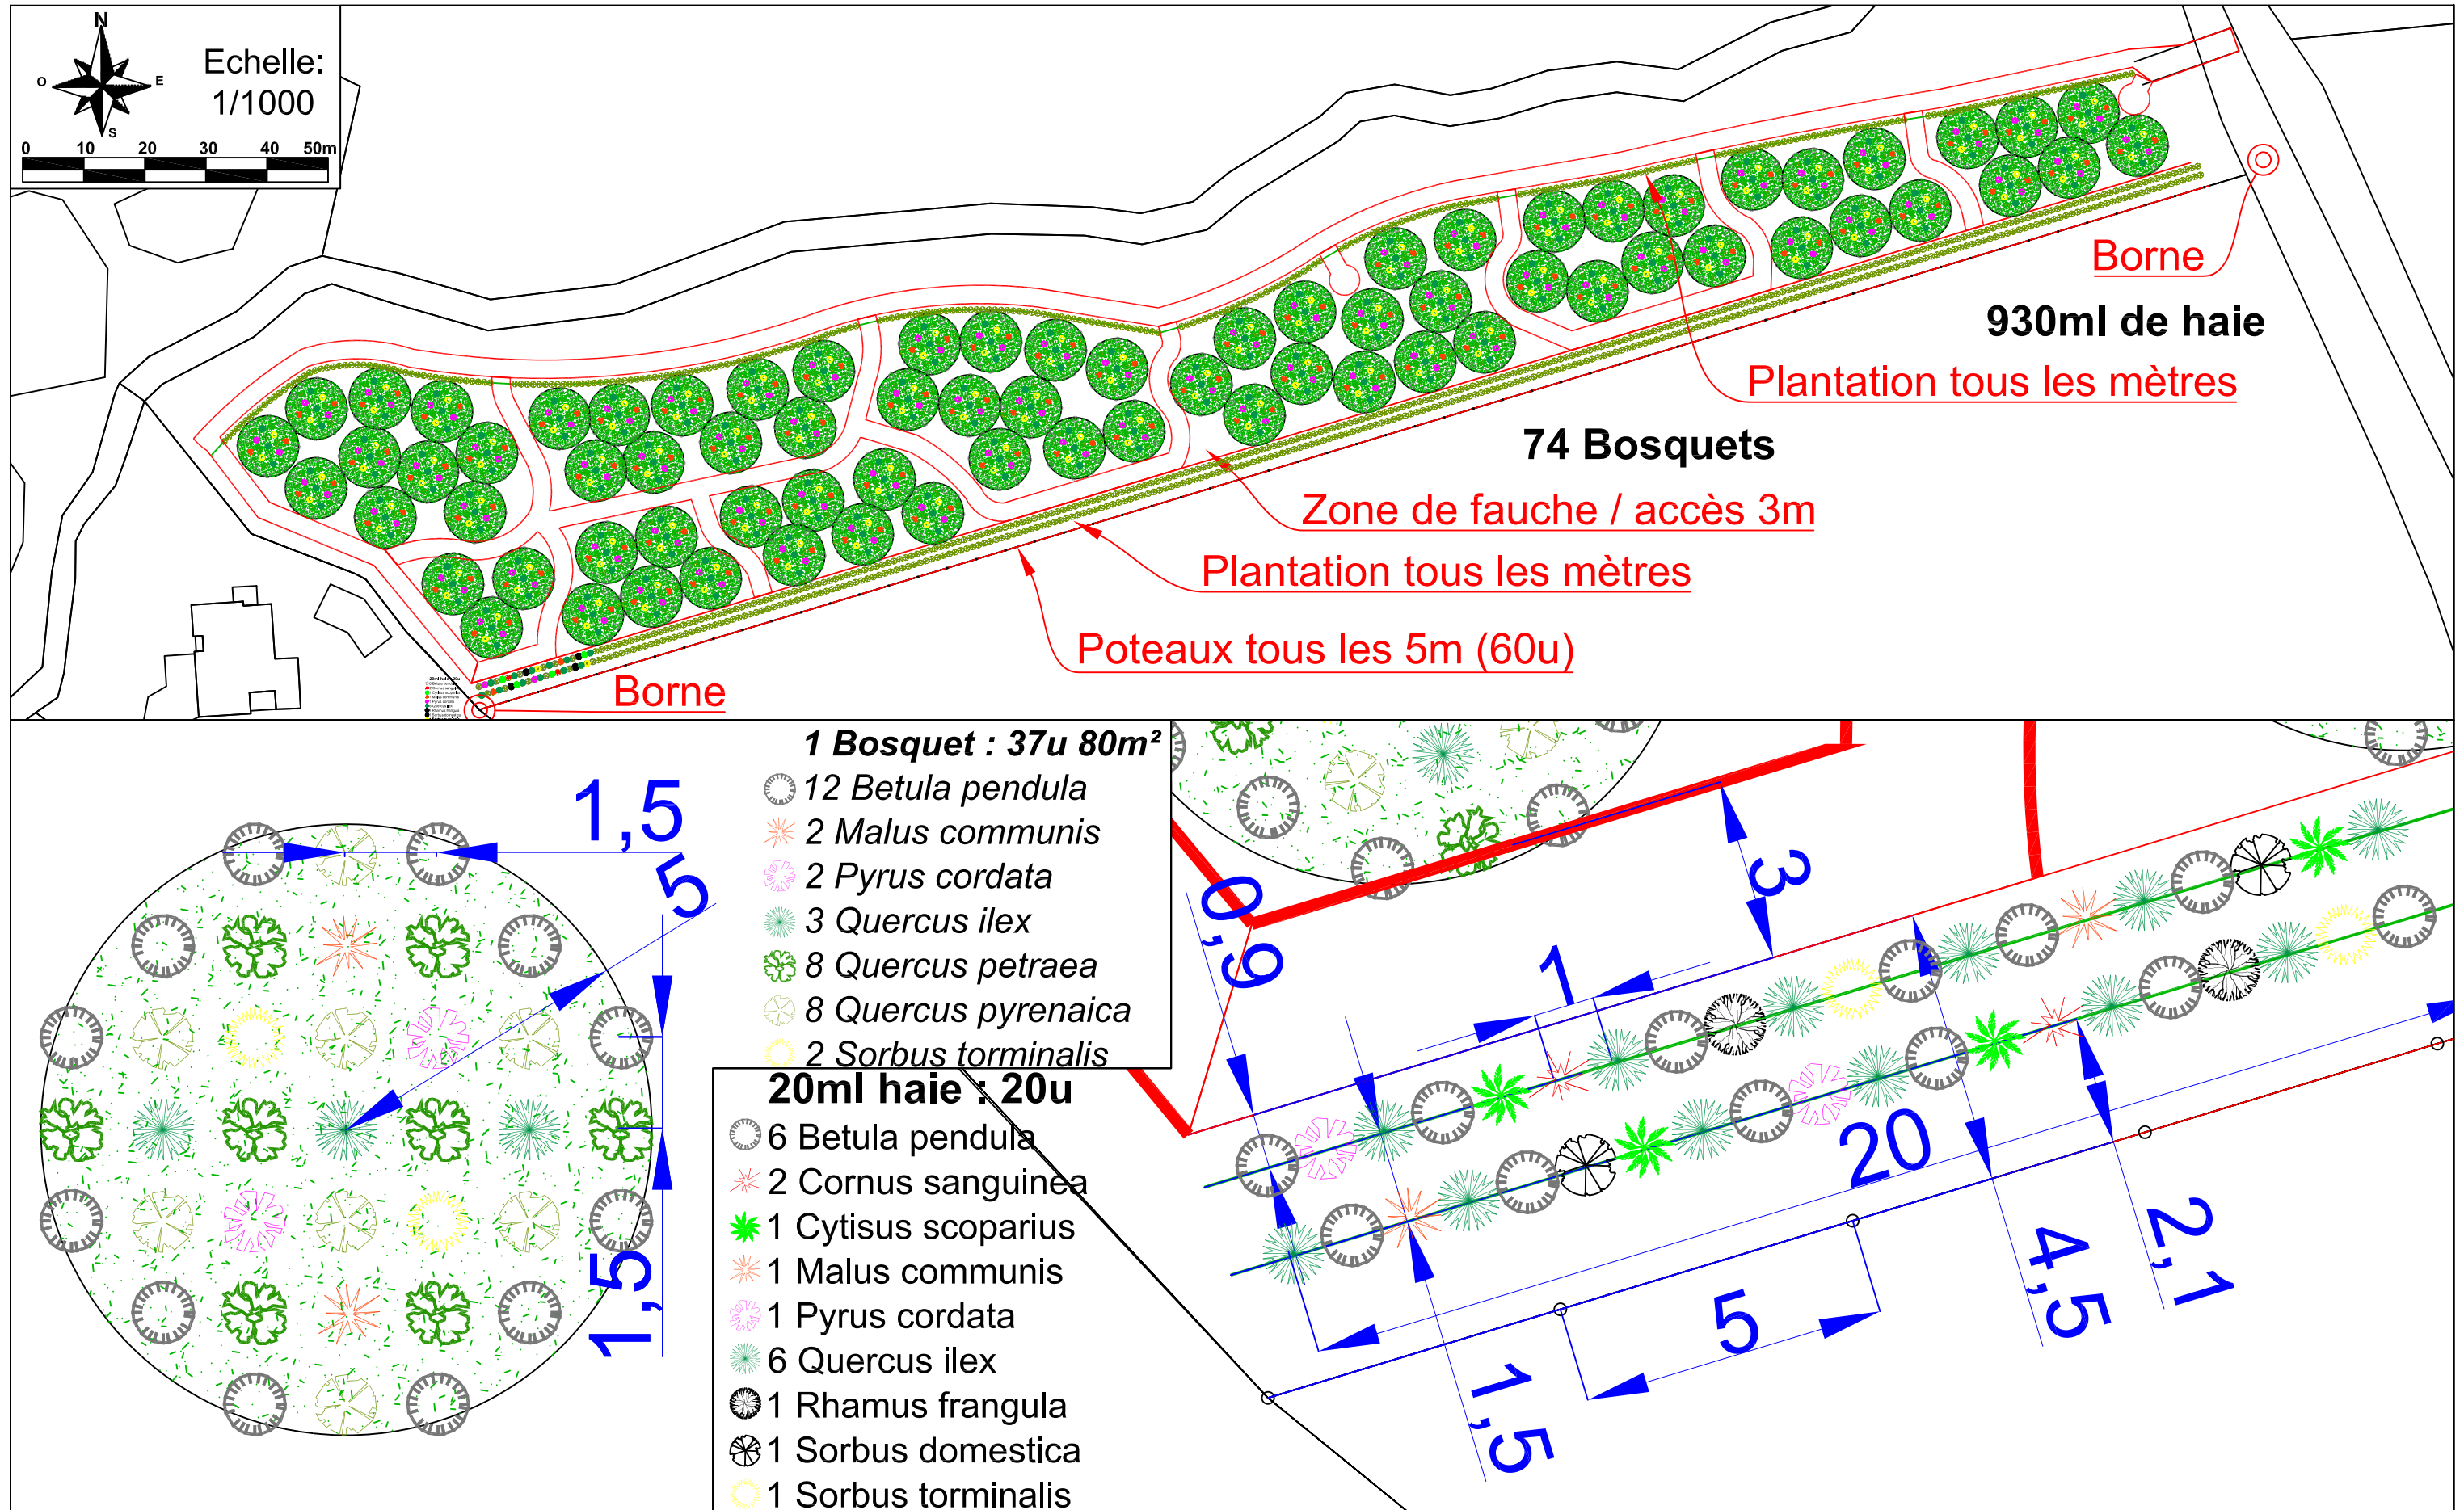 N
O
E
S
Echelle:
1/1000
0 10 20 30 40 50m
Borne
930ml de haie
Plantation tous les mètres
74 Bosquets
Zone de fauche / accès 3m
Plantation tous les mètres
Poteaux tous les 5m (60u)
Borne
1 Bosquet : 37u 80m²
12 Betula pendula
2 Malus communis
2 Pyrus cordata
3 Quercus ilex
8 Quercus petraea
8 Quercus pyrenaica
2 Sorbus torminalis
1,5
5
1,5
20ml haie : 20u
6 Betula pendula
2 Cornus sanguinea
1 Cytisus scoparius
1 Malus communis
1 Pyrus cordata
6 Quercus ilex
1 Rhamus frangula
1 Sorbus domestica
1 Sorbus torminalis
0,9
3
1
20
5
1,5
4,5
2,1